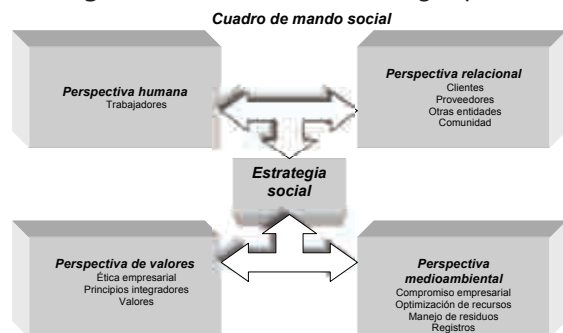 Cuadro de mando social
Perspectiva humana
Trabajadores
Perspectiva relacional
Clientes
Proveedores
Otras entidades
Comunidad
Estrategia
social
Perspectiva de valores
Ética empresarial
Principios integradores
Valores
Perspectiva
medioambiental
Compromiso empresarial
Optimización de recursos
Manejo de residuos
Registros